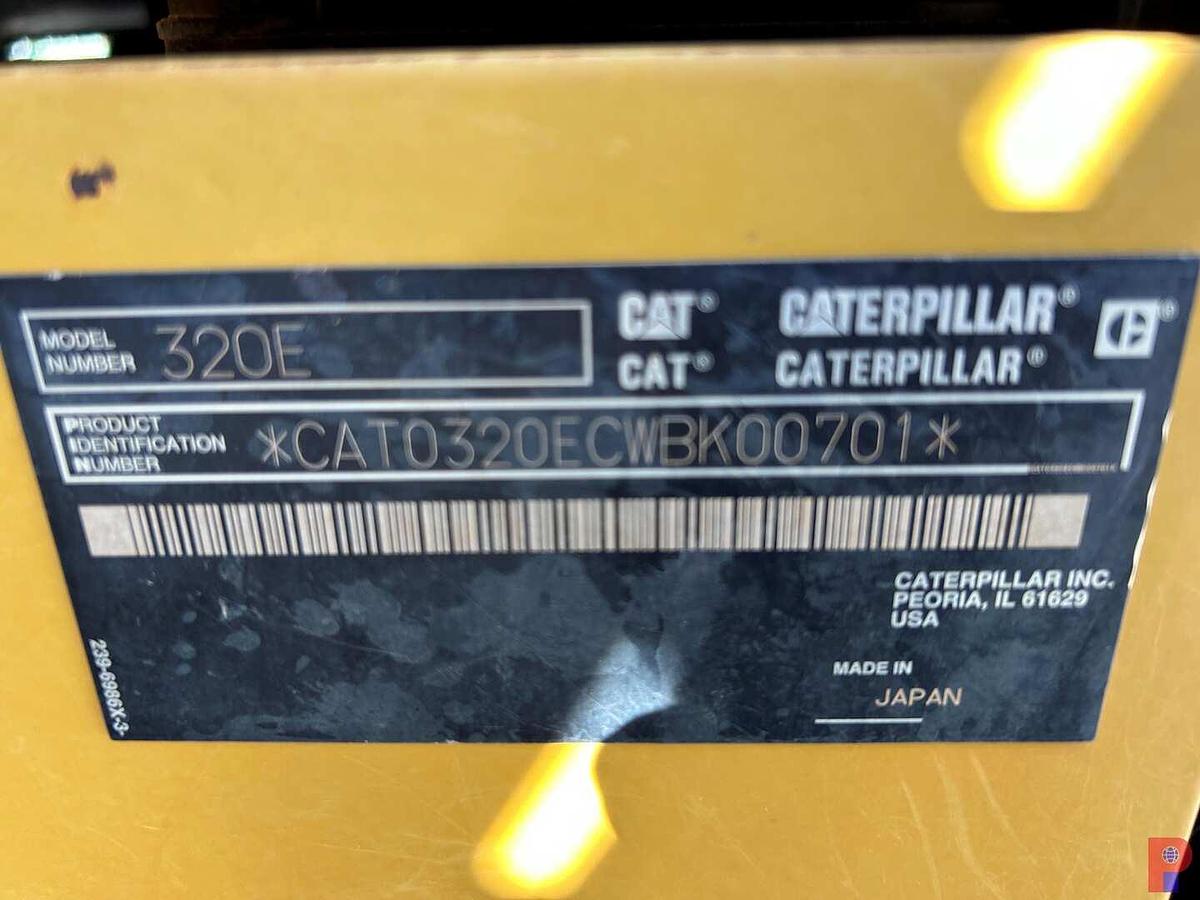 MODEL NUMBER 320E
CAT® CATERPILLAR®
CAT® CATERPILLAR®
PRODUCT
IDENTIFICATION
NUMBER
*CAT0320ECWBK00701*
CATERPILLAR INC.
PEORIA, IL 61629
USA
MADE IN
JAPAN
239-6986X-3